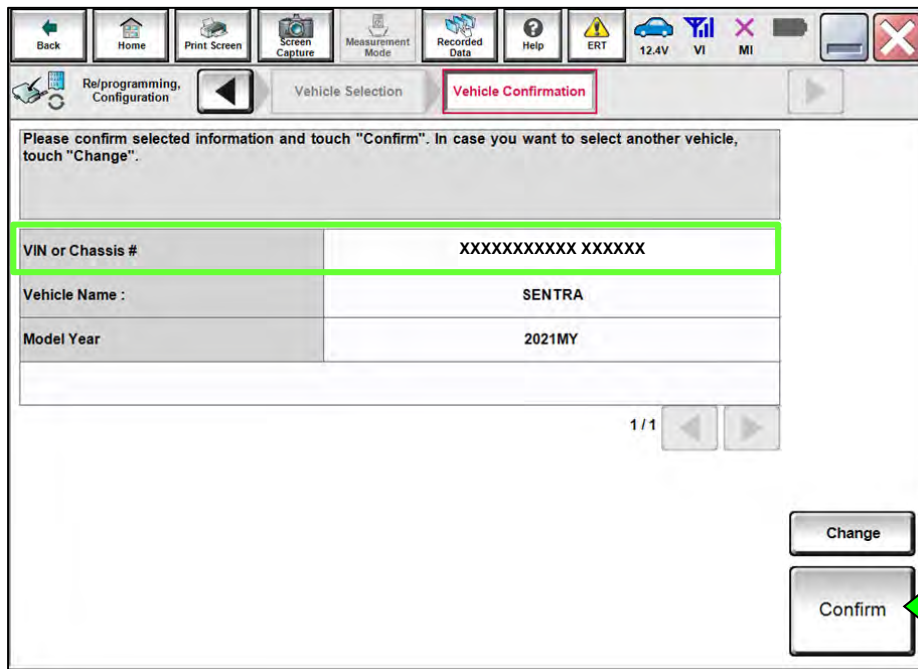 Back
Home
Print Screen
Screen
Capture
Measurement
Mode
Recorded
Data
Help
ERT
12.4V
VI
MI
Re/programming,
Configuration
Vehicle Selection
Vehicle Confirmation
Please confirm selected information and touch "Confirm". In case you want to select another vehicle,
touch "Change".
VIN or Chassis #
XXXXXXXXXXX XXXXXX
Vehicle Name :
SENTRA
Model Year
2021MY
1/1
Change
Confirm